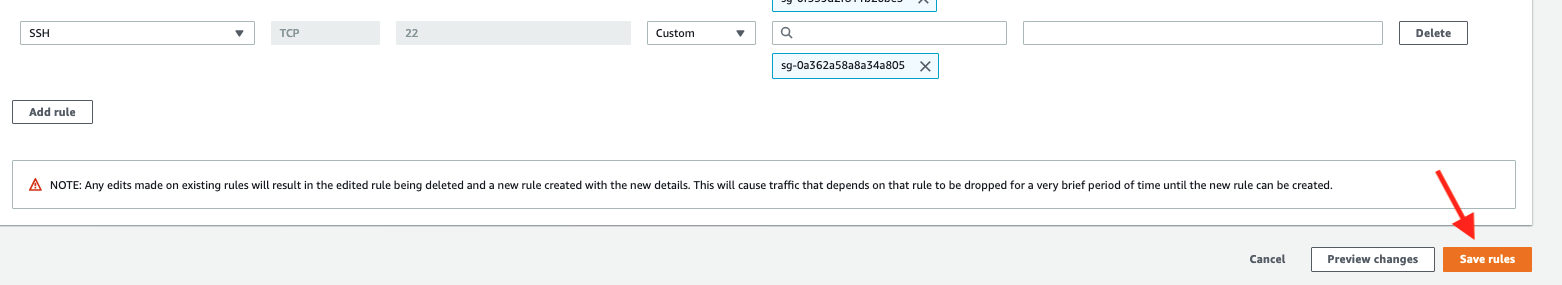 SSH
TCP
22
Custom
Delete
sg-0a362a58a8a34a805
Add rule
NOTE: Any edits made on existing rules will result in the edited rule being deleted and a new rule created with the new details. This will cause traffic that depends on that rule to be dropped for a very brief period of time until the new rule can be created.
Cancel
Preview changes
Save rules